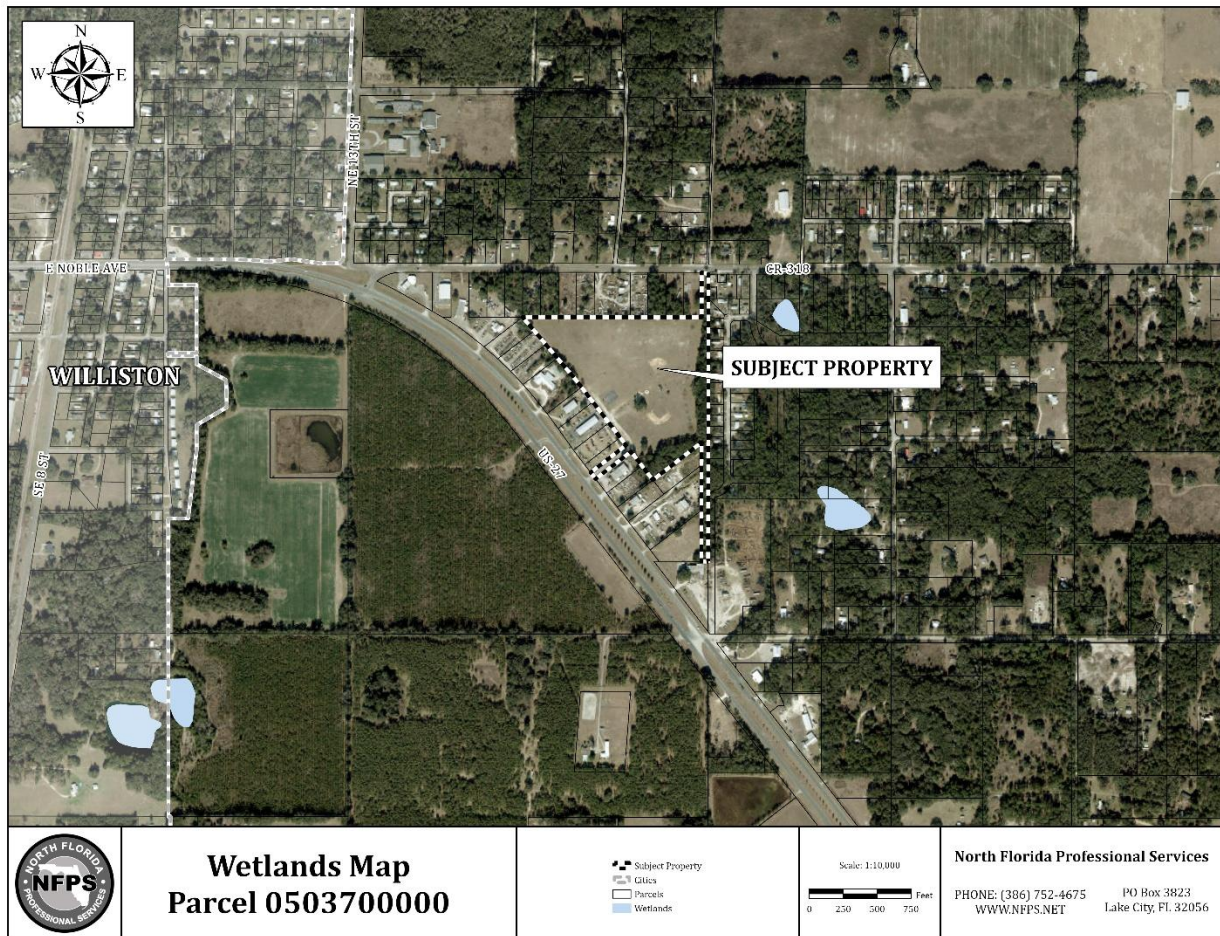 N
W E
S
NE 13TH ST
E NOBLE AVE
CR-318
WILLISTON
SUBJECT PROPERTY
US-27
SE 8 ST
NORTH FLORIDA
NFPS
PROFESSIONAL SERVICES
Wetlands Map
Parcel 0503700000
Subject Property
Cities
Parcels
Wetlands
Scale: 1:10,000
Feet
0 250 500 750
North Florida Professional Services
PHONE: (386) 752-4675
WWW.NFPS.NET
PO Box 3823
Lake City, FL 32056